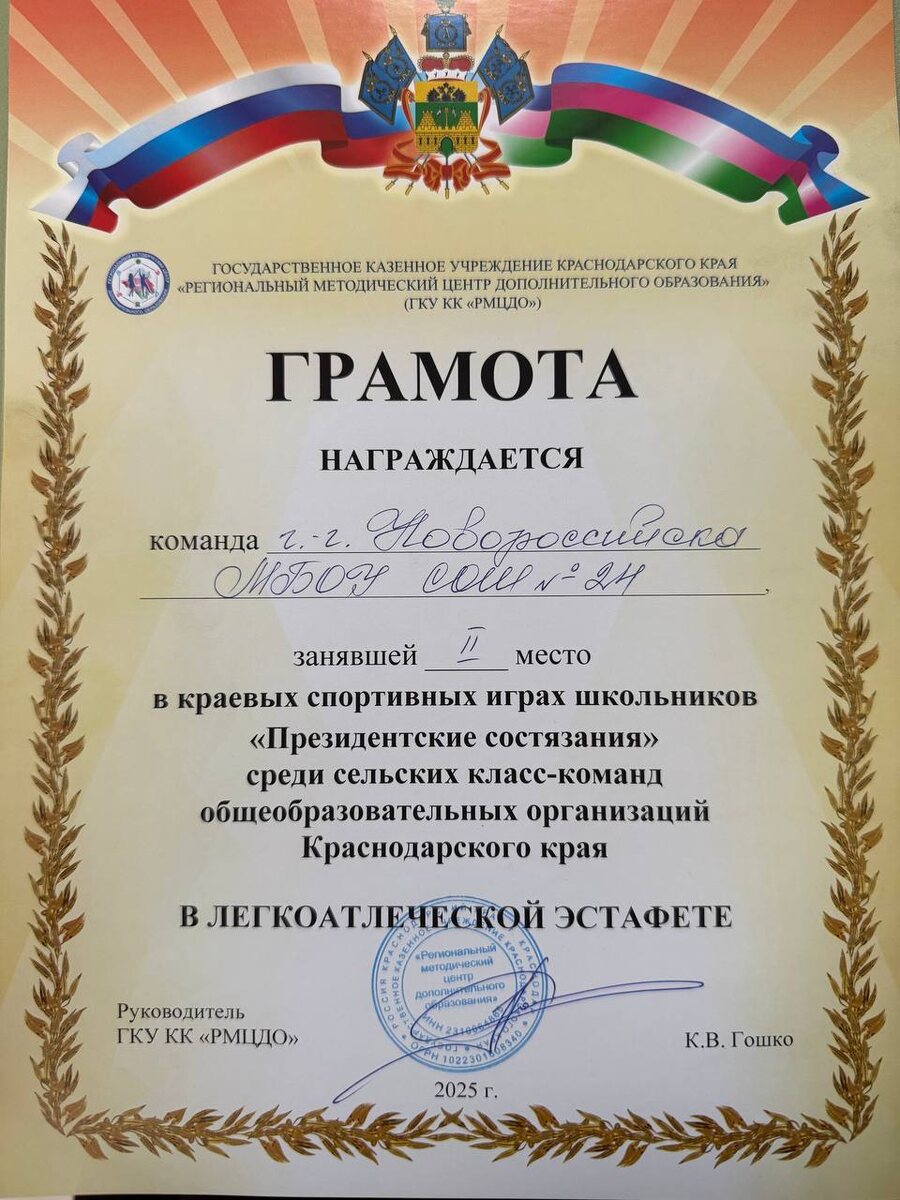 ГОСУДАРСТВЕННОЕ КАЗЕННОЕ УЧРЕЖДЕНИЕ КРАСНОДАРСКОГО КРАЯ
«РЕГИОНАЛЬНЫЙ МЕТОДИЧЕСКИЙ ЦЕНТР ДОПОЛНИТЕЛЬНОГО ОБРАЗОВАНИЯ»
(ГКУ КК «РМЦДО»)
ГРАМОТА
НАГРАЖДАЕТСЯ
команда г.-г. Новороссийска
МБОУ СОШ № 24,
занявшей II место
в краевых спортивных играх школьников
«Президентские состязания»
среди сельских класс-команд
общеобразовательных организаций
Краснодарского края
В ЛЕГКОАТЛЕЧЕСКОЙ ЭСТАФЕТЕ
«Региональный
методический
центр
дополнительного
образования»
Руководитель
ГКУ КК «РМЦДО»
К.В. Гошко
2025 г.